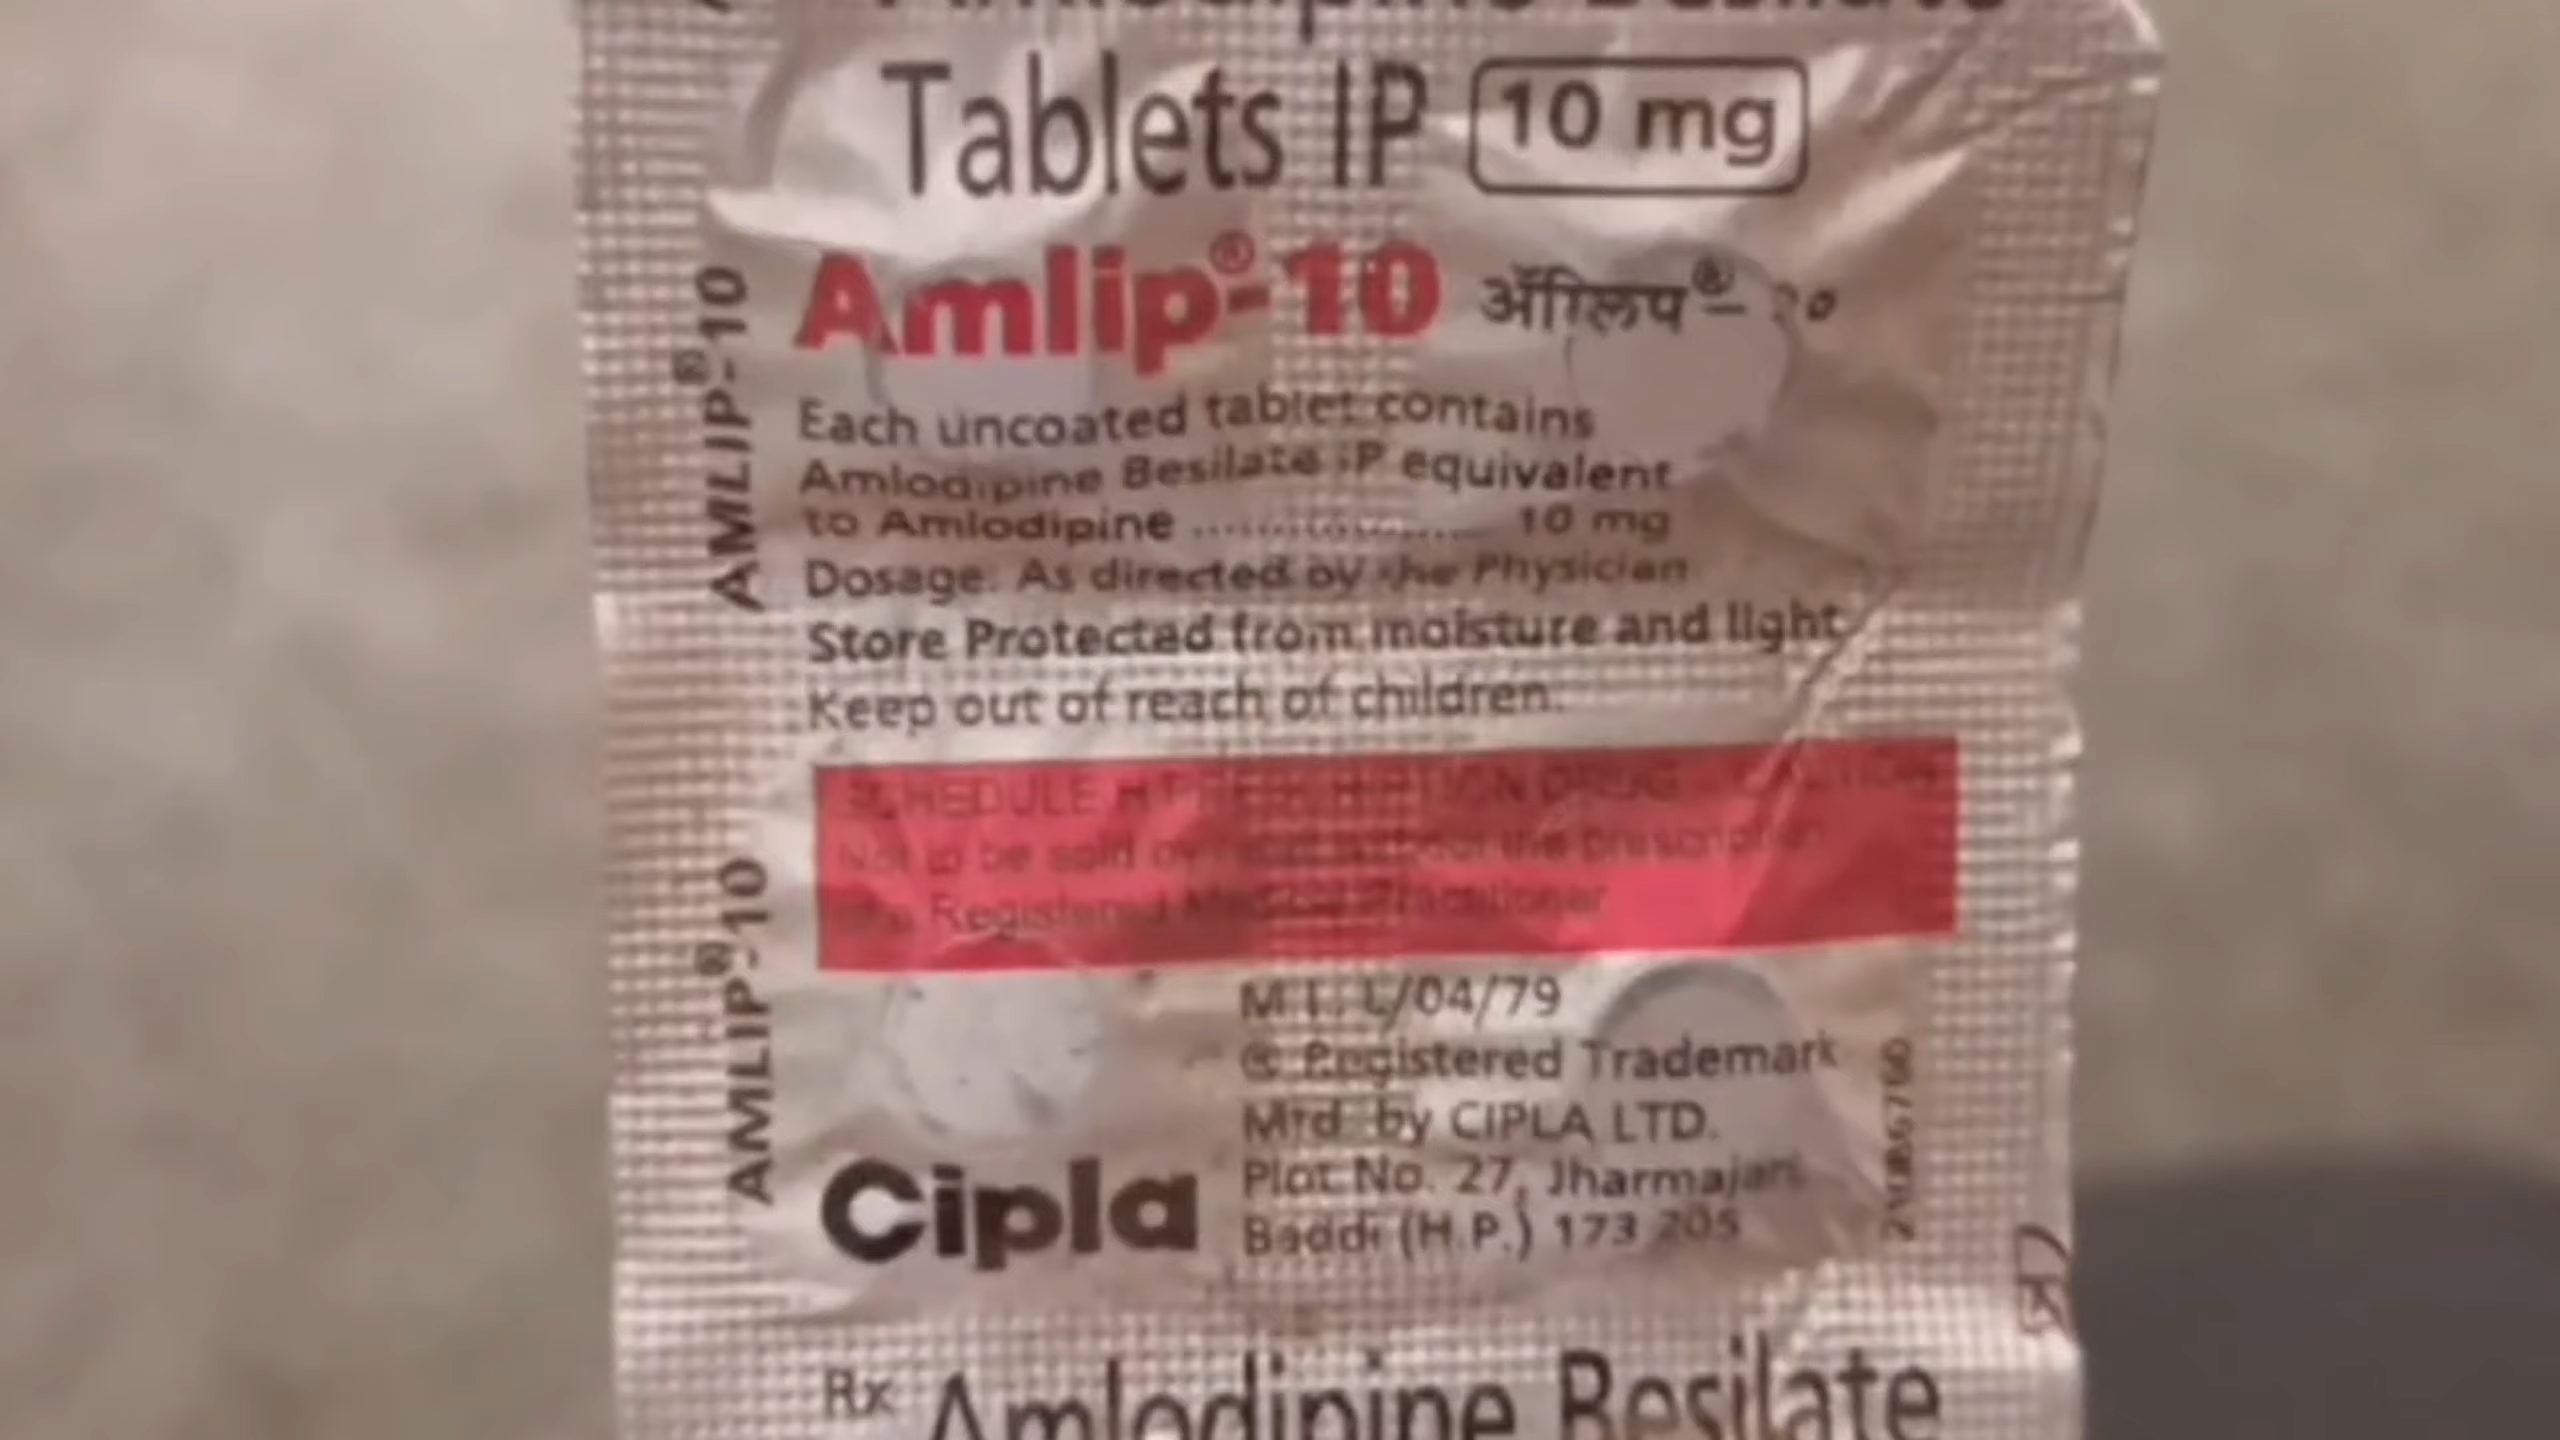 Amlodipine Besilate
Tablets IP 10 mg
Amlip®-10 ॲम्लिप®-१०
AMLIP®-10
Each uncoated tablet contains
Amlodipine Besilate IP equivalent
to Amlodipine ........................ 10 mg
Dosage: As directed by the Physician
Store Protected from moisture and light
Keep out of reach of children.
SCHEDULE H PRESCRIPTION DRUG - CAUTION
Not to be sold by retail without the prescription
of a Registered Medical Practitioner
AMLIP®-10
M.L. L/04/79
® Registered Trademark
Mfd. by CIPLA LTD.
Plot No. 27, Jharmajari
Baddi (H.P.) 173 205
Cipla
Rx Amlodipine Besilate